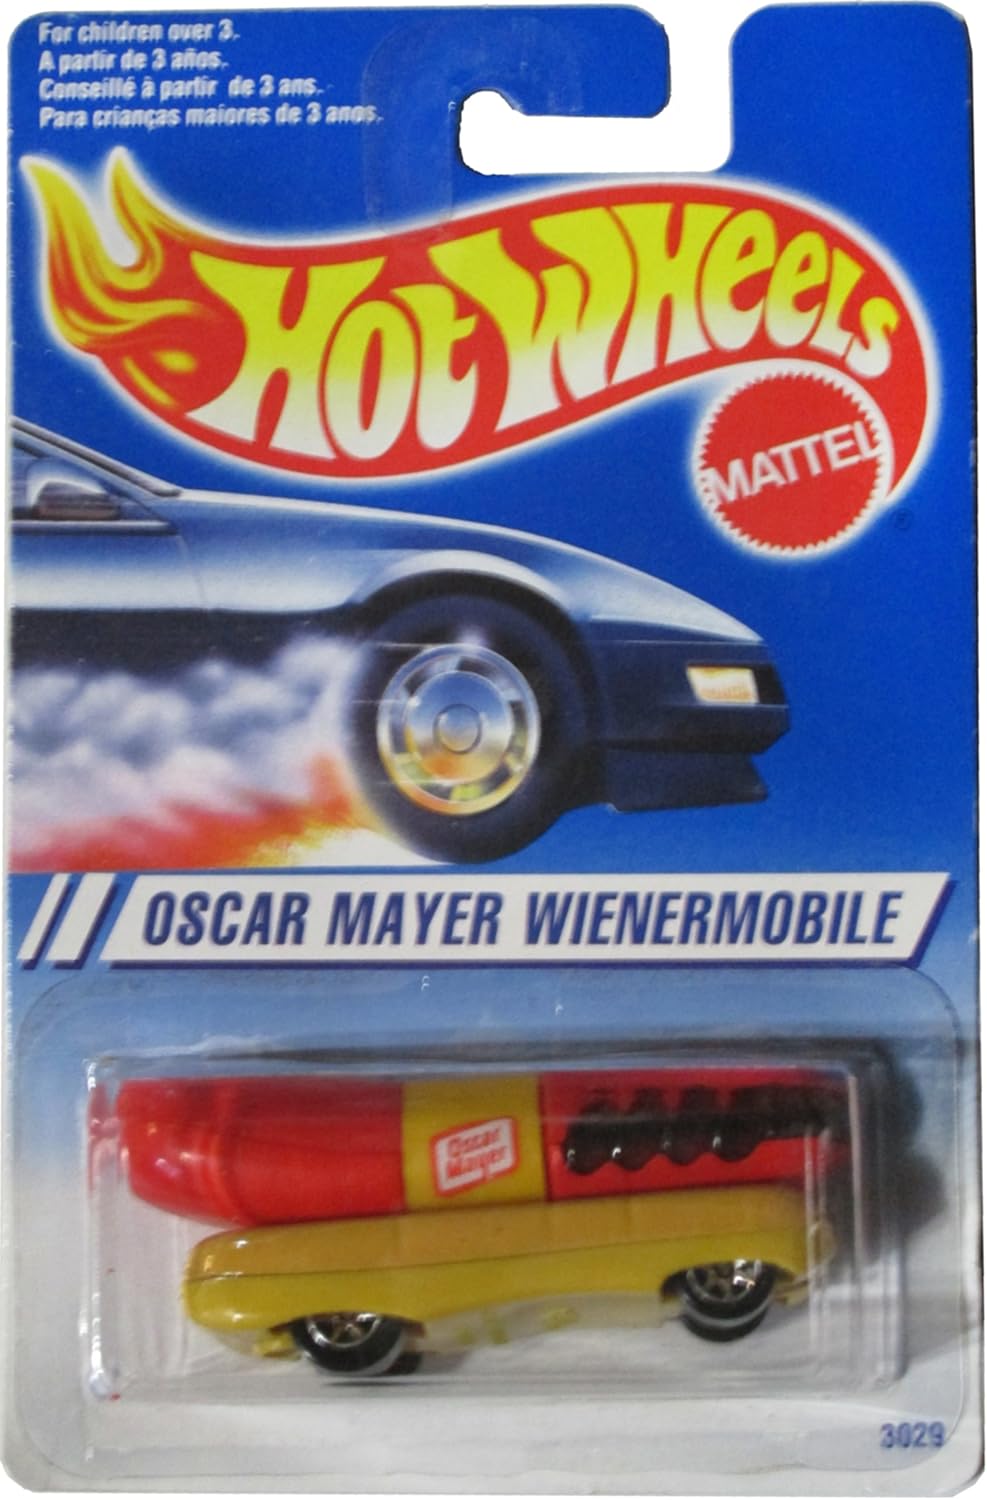 For children over 3.
A partir de 3 años.
Conseillé à partir de 3 ans.
Para crianças maiores de 3 anos.
HOT WHEELS
MATTEL
®
OSCAR MAYER WIENERMOBILE
Oscar
Mayer
3029